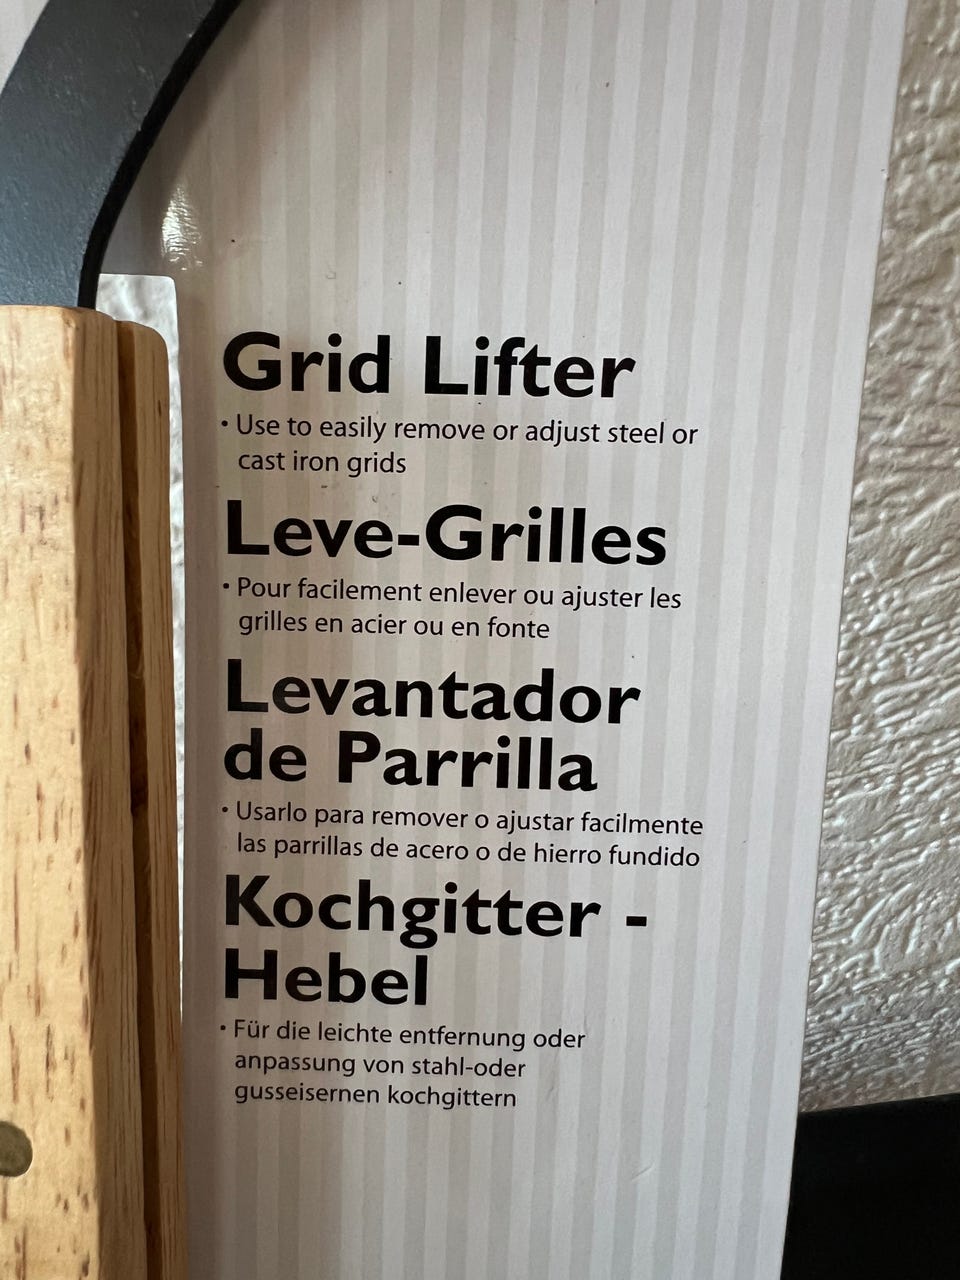 Grid Lifter
• Use to easily remove or adjust steel or
cast iron grids
Leve-Grilles
• Pour facilement enlever ou ajuster les
grilles en acier ou en fonte
Levantador
de Parrilla
• Usarlo para remover o ajustar facilmente
las parrillas de acero o de hierro fundido
Kochgitter -
Hebel
• Für die leichte entfernung oder
anpassung von stahl-oder
gusseisernen kochgittern